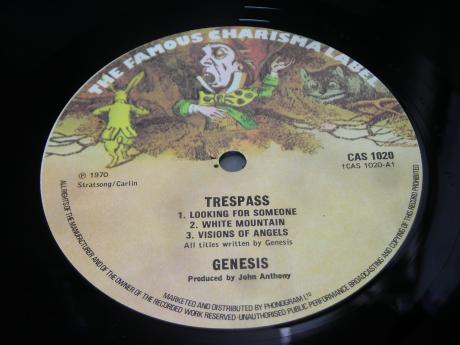 THE FAMOUS CHARISMA LABEL
℗ 1970
Stratsong/Carlin
CAS 1020
†CAS 1020-A†
TRESPASS
1. LOOKING FOR SOMEONE
2. WHITE MOUNTAIN
3. VISIONS OF ANGELS
All titles written by Genesis
GENESIS
Produced by John Anthony
MARKETED AND DISTRIBUTED BY PHONOGRAM LTD
ALL RIGHTS OF THE MANUFACTURER AND OF THE OWNER OF THE RECORDED WORK RESERVED·UNAUTHORISED PUBLIC PERFORMANCE BROADCASTING AND COPYING OF THIS RECORD PROHIBITED